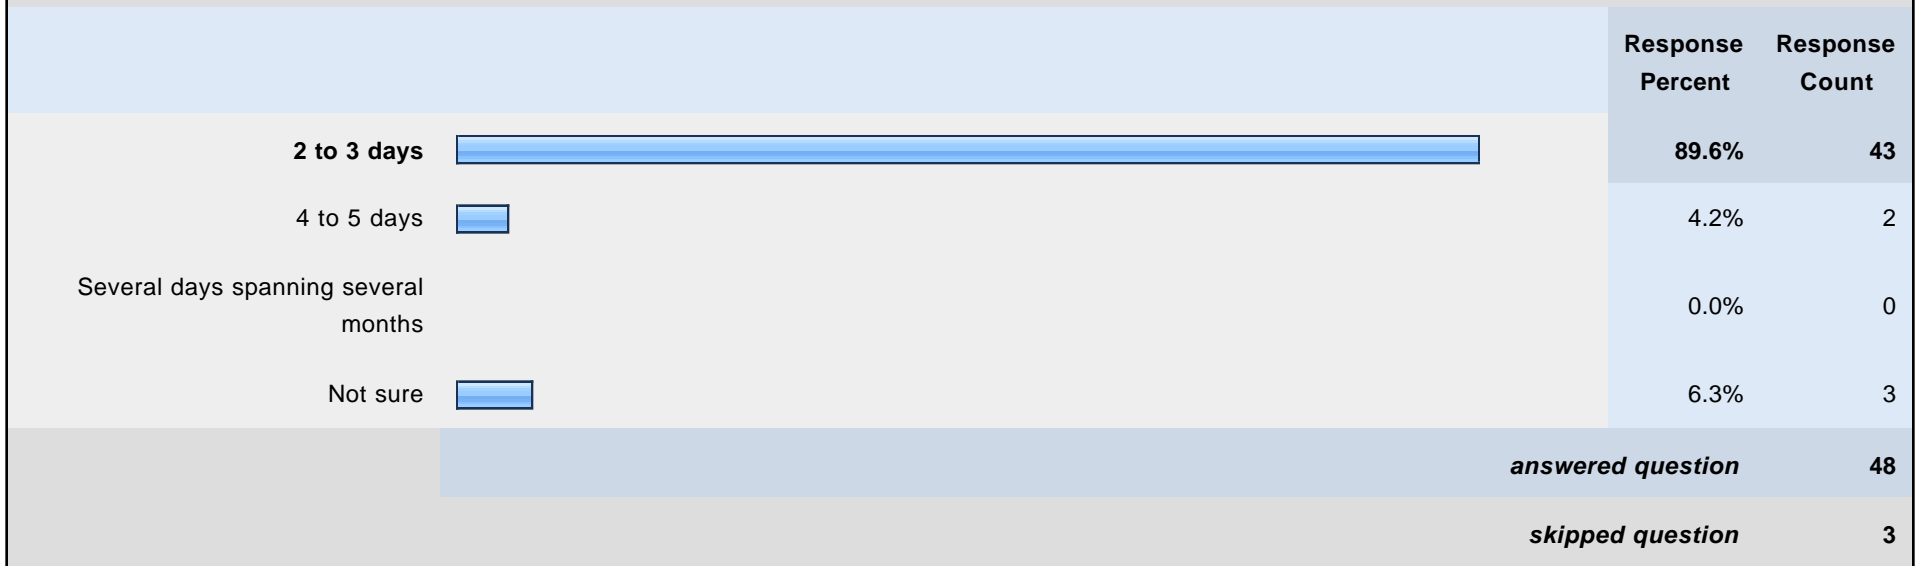 Response Response
Percent Count
2 to 3 days 89.6% 43
4 to 5 days 4.2% 2
Several days spanning several
months 0.0% 0
Not sure 6.3% 3
answered question 48
skipped question 3